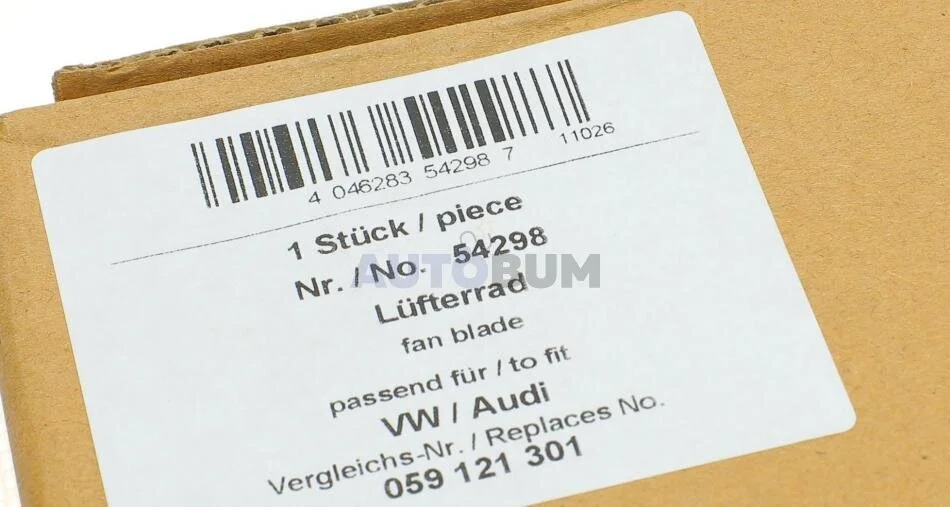 4 046283 54298 7 11026
1 Stück / piece
Nr. / No. 54298
AUTOBUM
Lüfterrad
fan blade
passend für / to fit
VW / Audi
Vergleichs-Nr. / Replaces No.
059 121 301